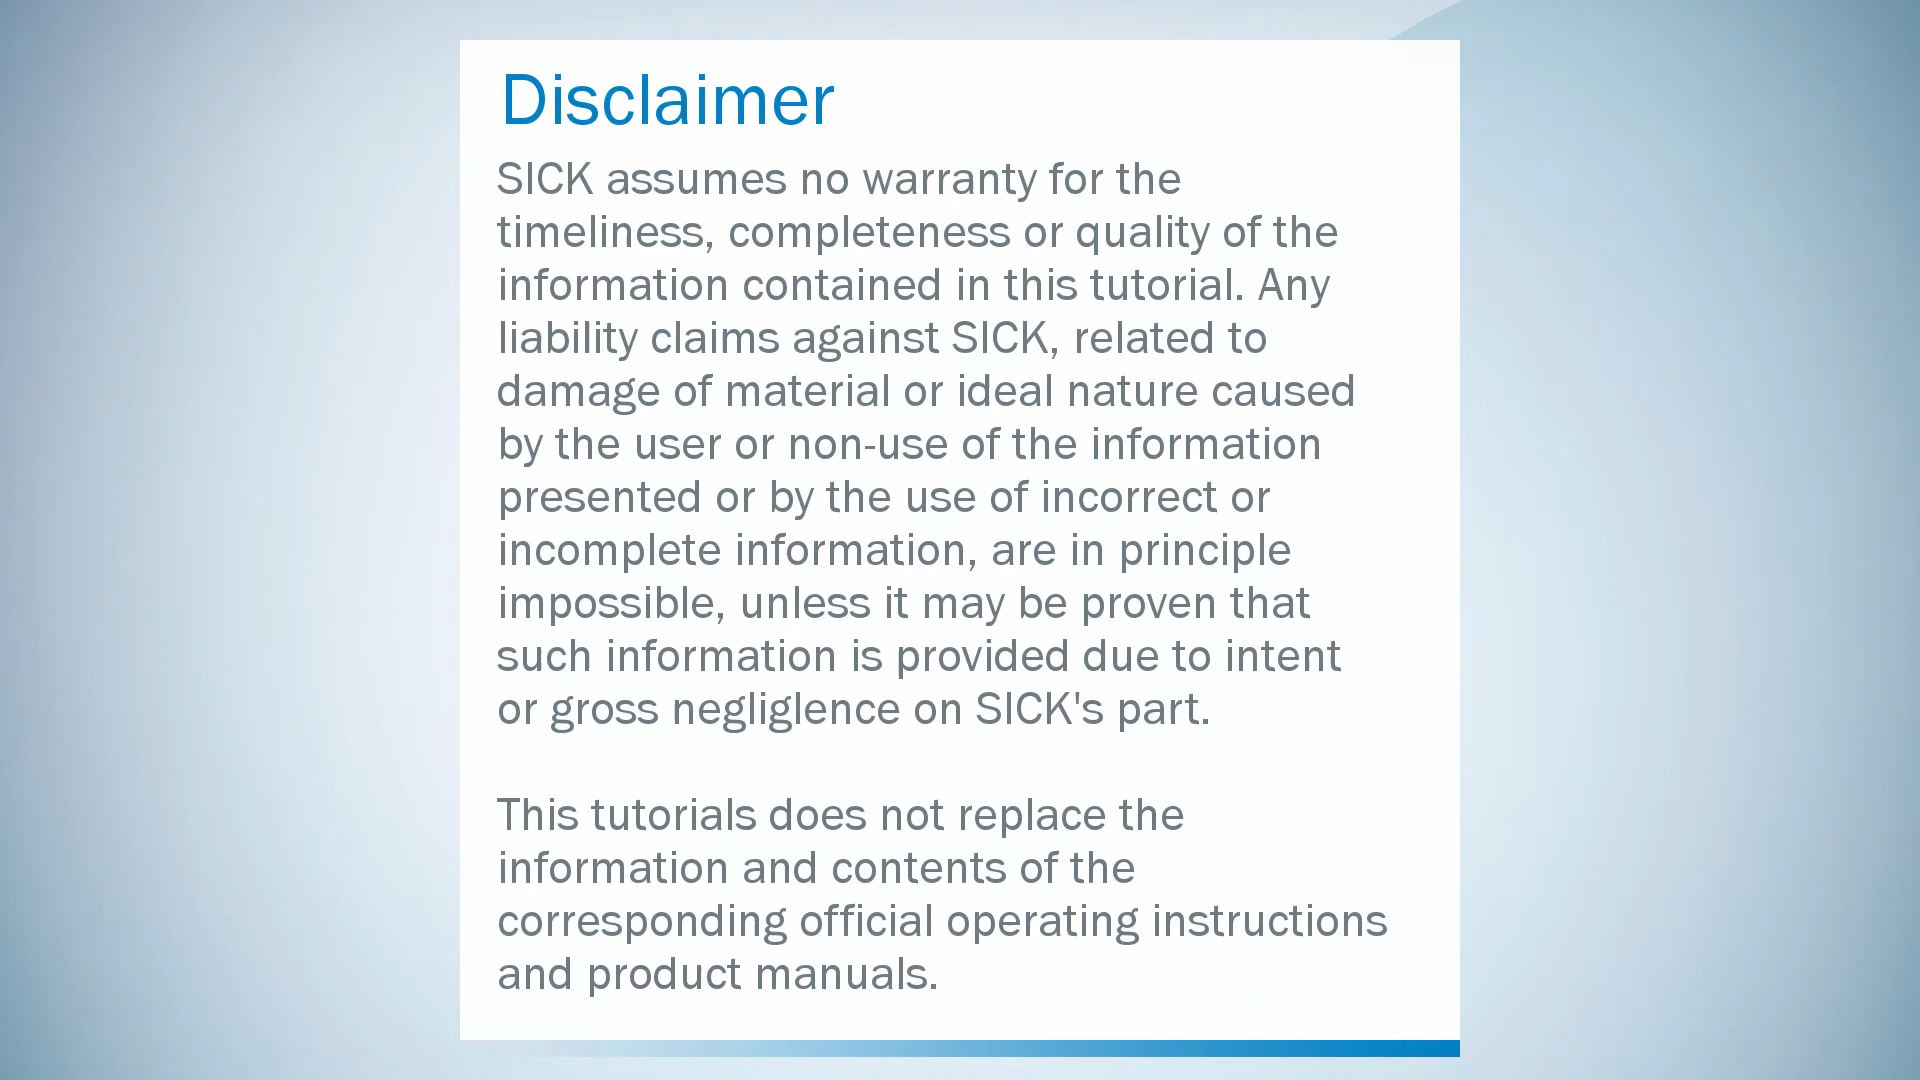 Disclaimer
SICK assumes no warranty for the
timeliness, completeness or quality of the
information contained in this tutorial. Any
liability claims against SICK, related to
damage of material or ideal nature caused
by the user or non-use of the information
presented or by the use of incorrect or
incomplete information, are in principle
impossible, unless it may be proven that
such information is provided due to intent
or gross negliglence on SICK's part.
This tutorials does not replace the
information and contents of the
corresponding official operating instructions
and product manuals.